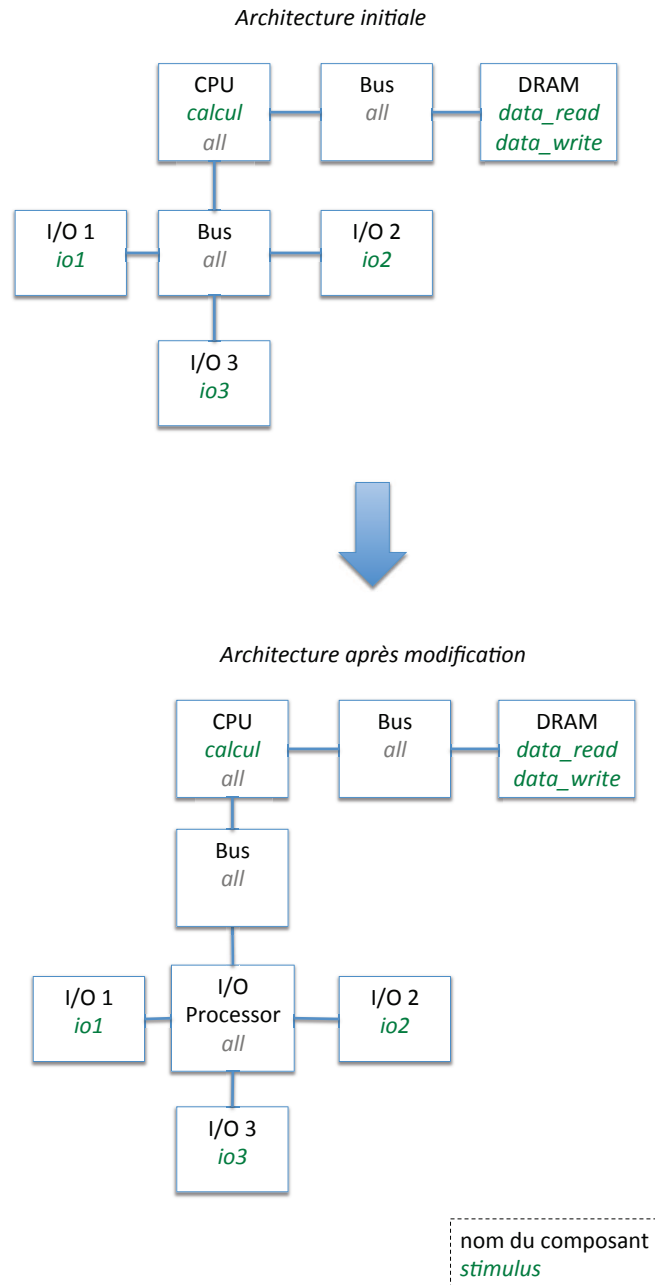 Architecture initiale
CPU
calcul
all
Bus
all
DRAM
data_read
data_write
I/O 1
io1
Bus
all
I/O 2
io2
I/O 3
io3
Architecture après modification
CPU
calcul
all
Bus
all
DRAM
data_read
data_write
Bus
all
I/O 1
io1
I/O
Processor
all
I/O 2
io2
I/O 3
io3
nom du composant
stimulus